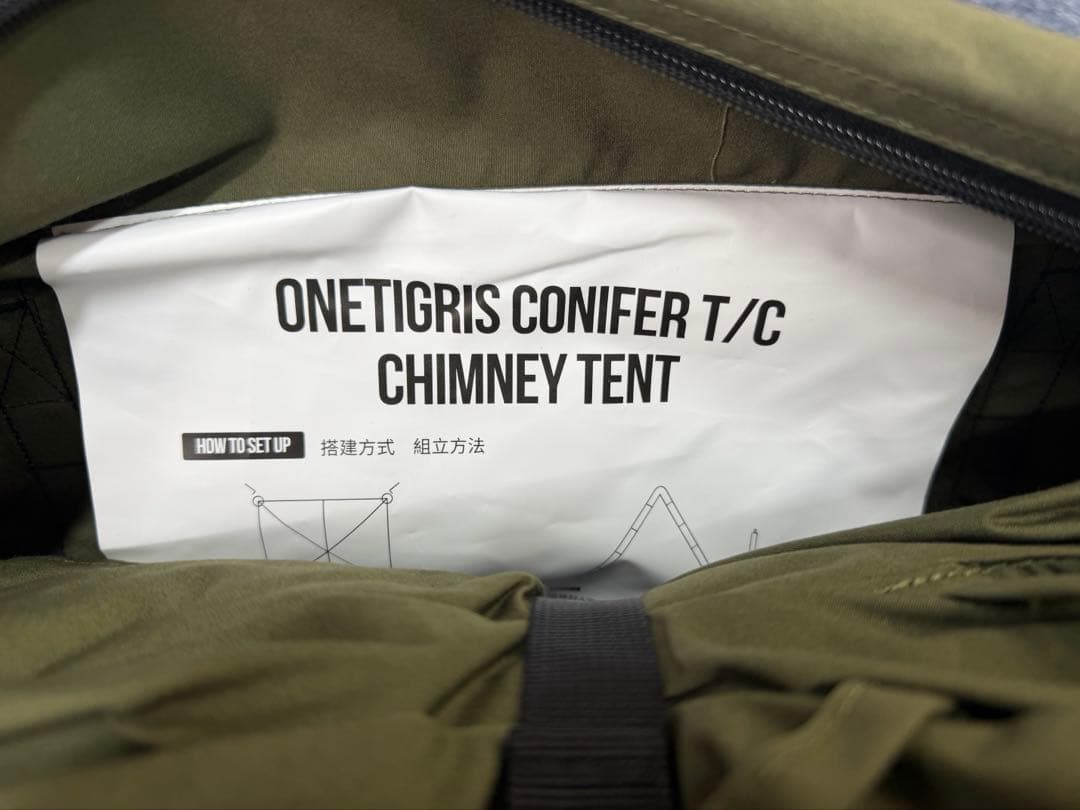 ONETIGRIS CONIFER T/C
CHIMNEY TENT
HOW TO SET UP 搭建方式 組立方法